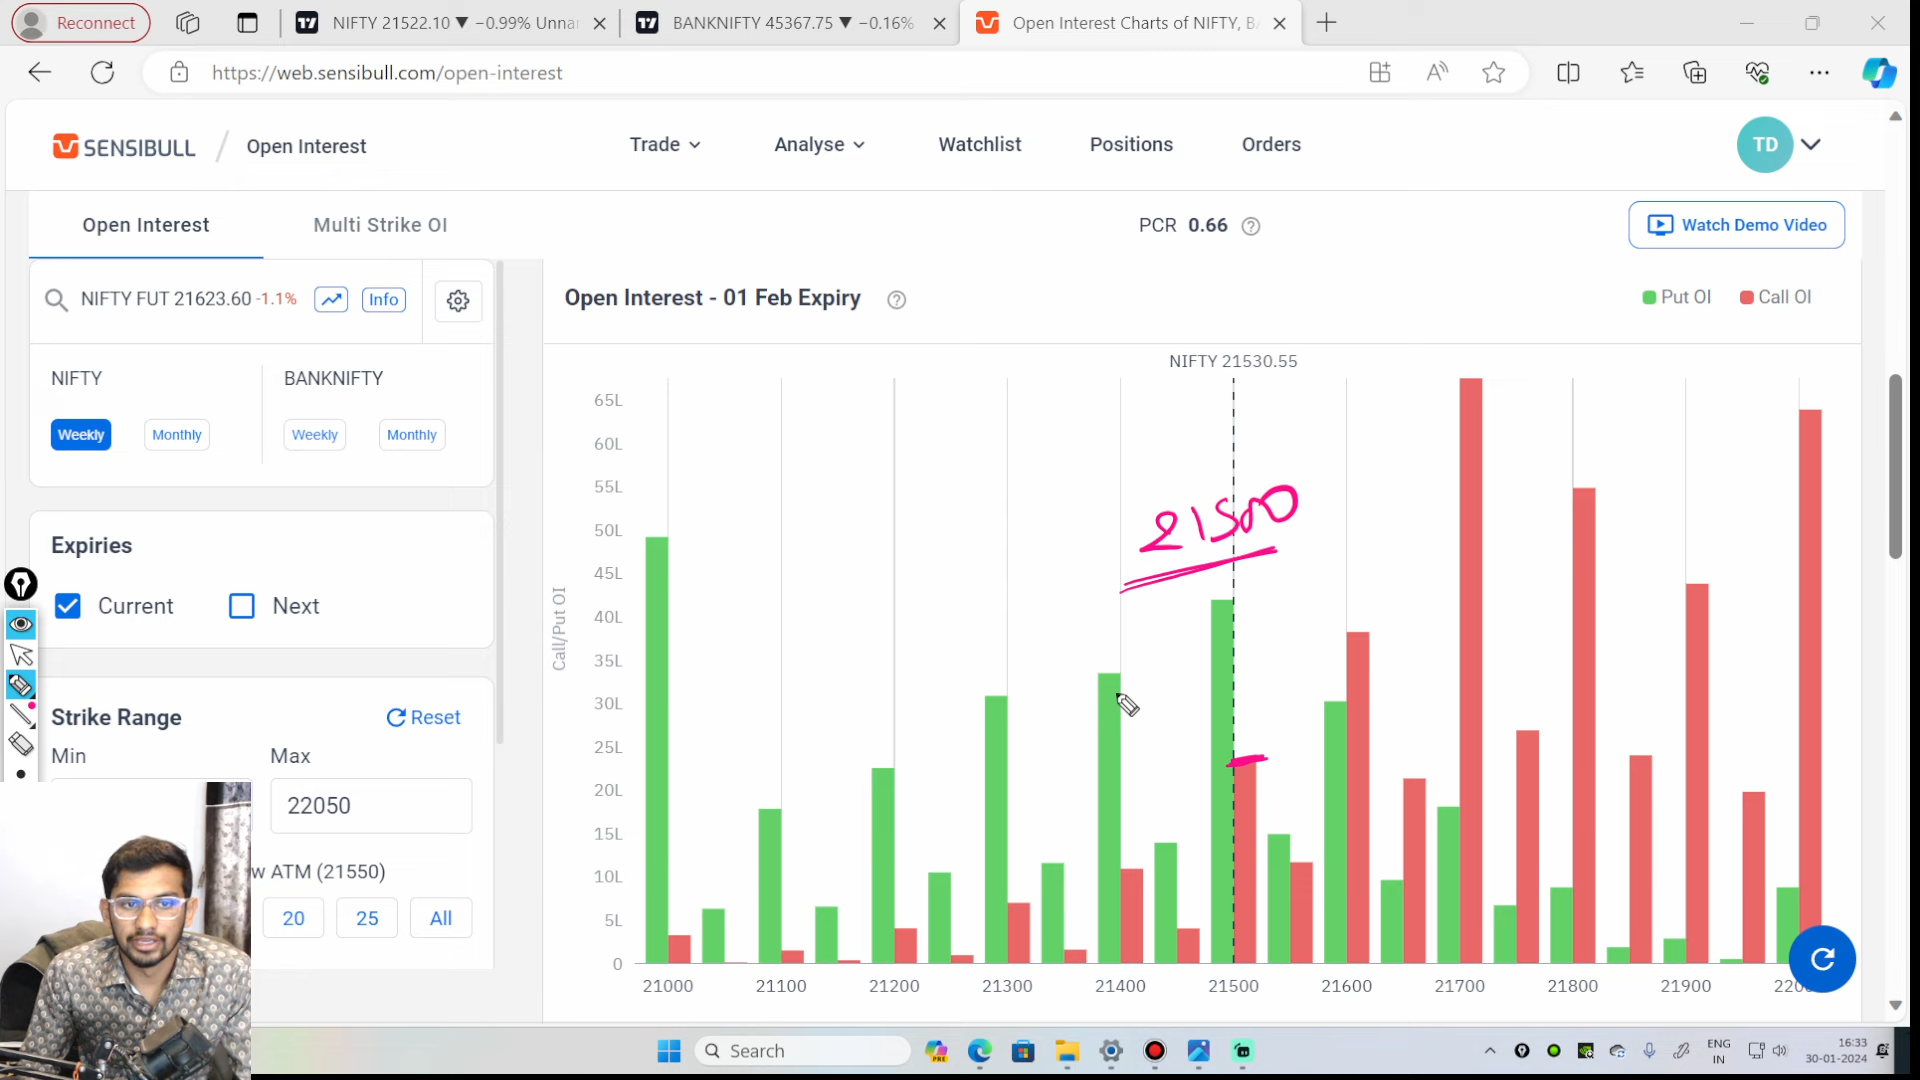 Reconnect
NIFTY 21522.10 ▼ −0.99% Unna
BANKNIFTY 45367.75 ▼ −0.16%
Open Interest Charts of NIFTY, BA
https://web.sensibull.com/open-interest
SENSIBULL / Open Interest
Trade
Analyse
Watchlist
Positions
Orders
TD
Open Interest
Multi Strike OI
PCR 0.66
Watch Demo Video
NIFTY FUT 21623.60 -1.1%
Info
NIFTY
BANKNIFTY
Weekly
Monthly
Weekly
Monthly
Expiries
Current
Next
Strike Range
Reset
Min
Max
22050
w ATM (21550)
20
25
All
Open Interest - 01 Feb Expiry
Put OI
Call OI
NIFTY 21530.55
Call/Put OI
65L
60L
55L
50L
45L
40L
35L
30L
25L
20L
15L
10L
5L
0
21500
21000
21100
21200
21300
21400
21500
21600
21700
21800
21900
Search
PRE
ENG
IN
16:33
30-01-2024